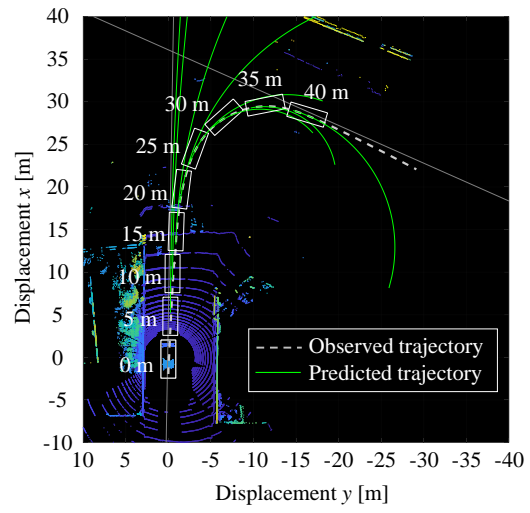 40
30
20
10
0
-5
-10
35
25
15
5
40 m
35 m
30 m
25 m
20 m
15 m
10 m
5 m
0 m
Observed trajectory
Predicted trajectory
10
5
0
-5
-10
-15
-20
-25
-30
-35
-40
Displacement x [m]
Displacement y [m]